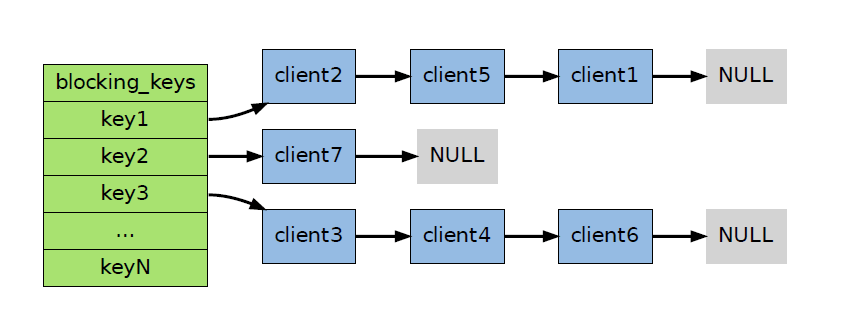 blocking_keys
key1
key2
key3
...
keyN
client2
client5
client1
NULL
client7
NULL
client3
client4
client6
NULL